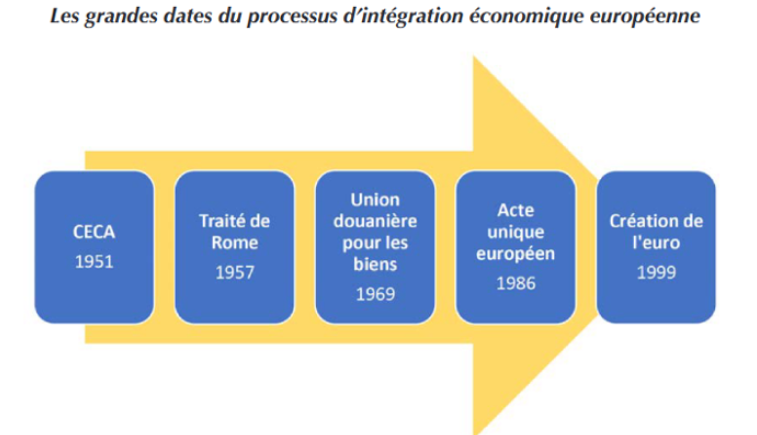 Les grandes dates du processus d'intégration économique européenne
CECA
1951
Traité de
Rome
1957
Union
douanière
pour les
biens
1969
Acte
unique
européen
1986
Création de
l'euro
1999